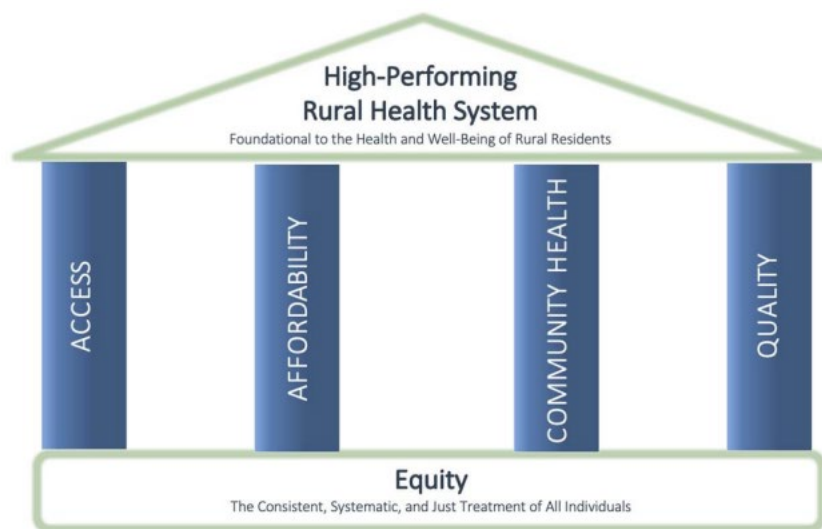 High-Performing
Rural Health System
Foundational to the Health and Well-Being of Rural Residents
ACCESS
AFFORDABILITY
COMMUNITY HEALTH
QUALITY
Equity
The Consistent, Systematic, and Just Treatment of All Individuals